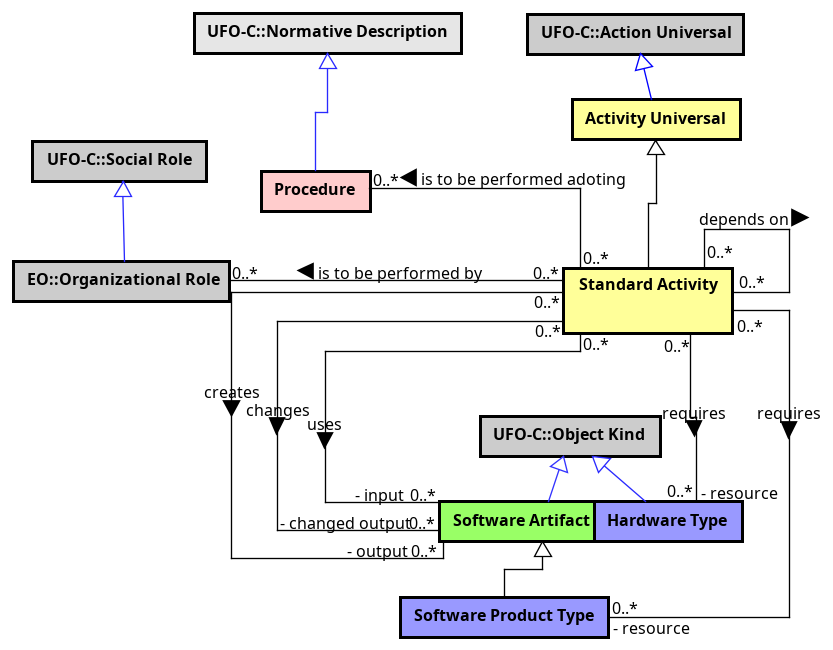 UFO-C::Normative Description
UFO-C::Action Universal
Activity Universal
UFO-C::Social Role
Procedure
0..*
is to be performed adoting
depends on
0..*
0..*
EO::Organizational Role
0..*
is to be performed by
0..*
Standard Activity
0..*
0..*
0..*
0..*
0..*
0..*
creates
changes
uses
requires
requires
UFO-C::Object Kind
- input 0..*
0..*
- resource
- changed output
0..*
Software Artifact
Hardware Type
- output 0..*
Software Product Type
0..*
- resource